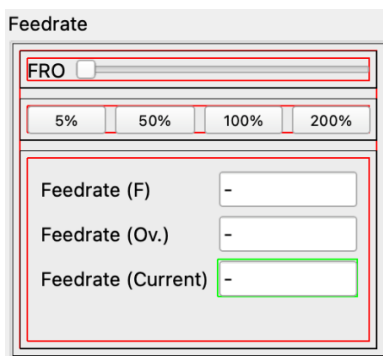 Feedrate
FRO
5% 50% 100% 200%
Feedrate (F) -
Feedrate (Ov.) -
Feedrate (Current) -